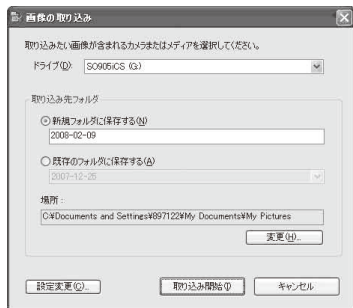 画像の取り込み
取り込みたい画像が含まれるカメラまたはメディアを選択してください。
ドライブ(D): SO905iCS (G:)
取り込み先フォルダ
新規フォルダに保存する(N)
2008-02-09
既存のフォルダに保存する(A)
2007-12-25
場所:
C:¥Documents and Settings¥897122¥My Documents¥My Pictures
変更(H)...
設定変更(C)... 取り込み開始(I) キャンセル